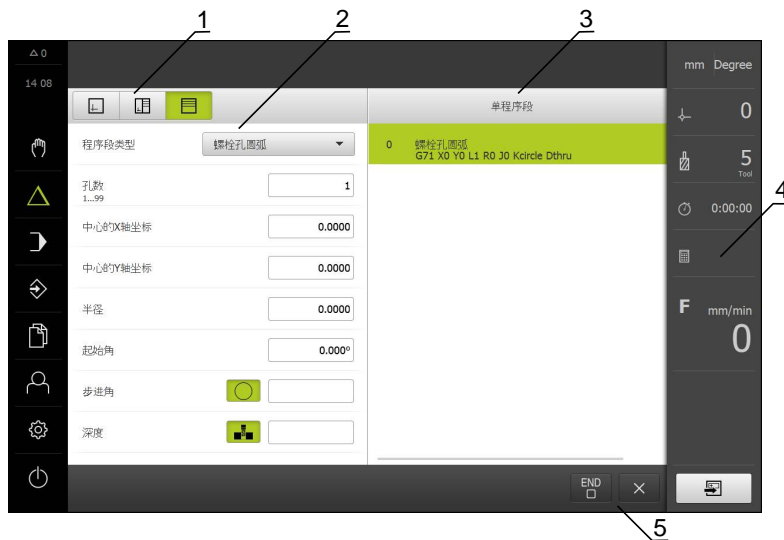 1
2
3
△ 0
14 08
mm Degree
单程序段
0
程序段类型
螺栓孔圆弧
0 螺栓孔圆弧
G71 X0 Y0 L1 R0 J0 Kcircle Dthru
5
Tool
孔数
1...99
1
4
0:00:00
中心的X轴坐标
0.0000
中心的Y轴坐标
0.0000
半径
0.0000
F mm/min
0
起始角
0.000°
步进角
深度
END
5